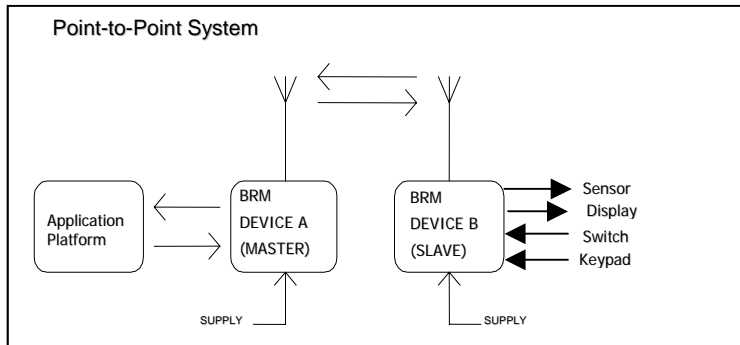 Point-to-Point System
Application
Platform
BRM
DEVICE A
(MASTER)
BRM
DEVICE B
(SLAVE)
Sensor
Display
Switch
Keypad
SUPPLY
SUPPLY